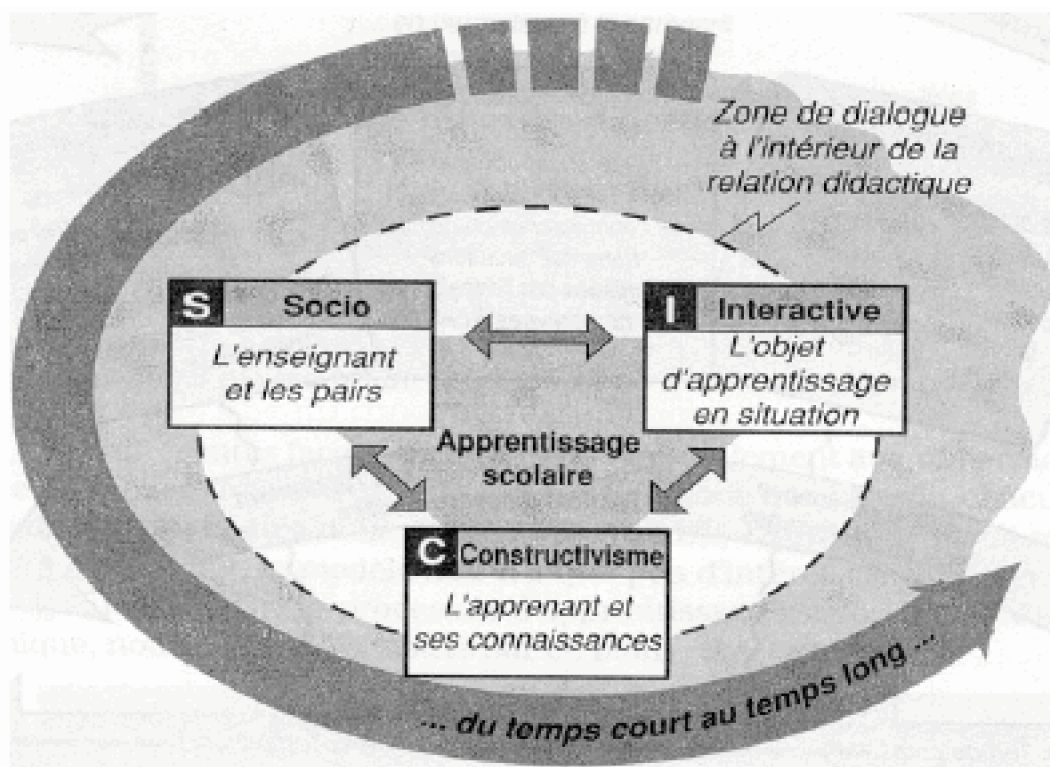 Zone de dialogue
à l'intérieur de la
relation didactique
S Socio
L'enseignant
et les pairs
I Interactive
L'objet
d'apprentissage
en situation
Apprentissage
scolaire
C Constructivisme
L'apprenant et
ses connaissances
... du temps court au temps long ...